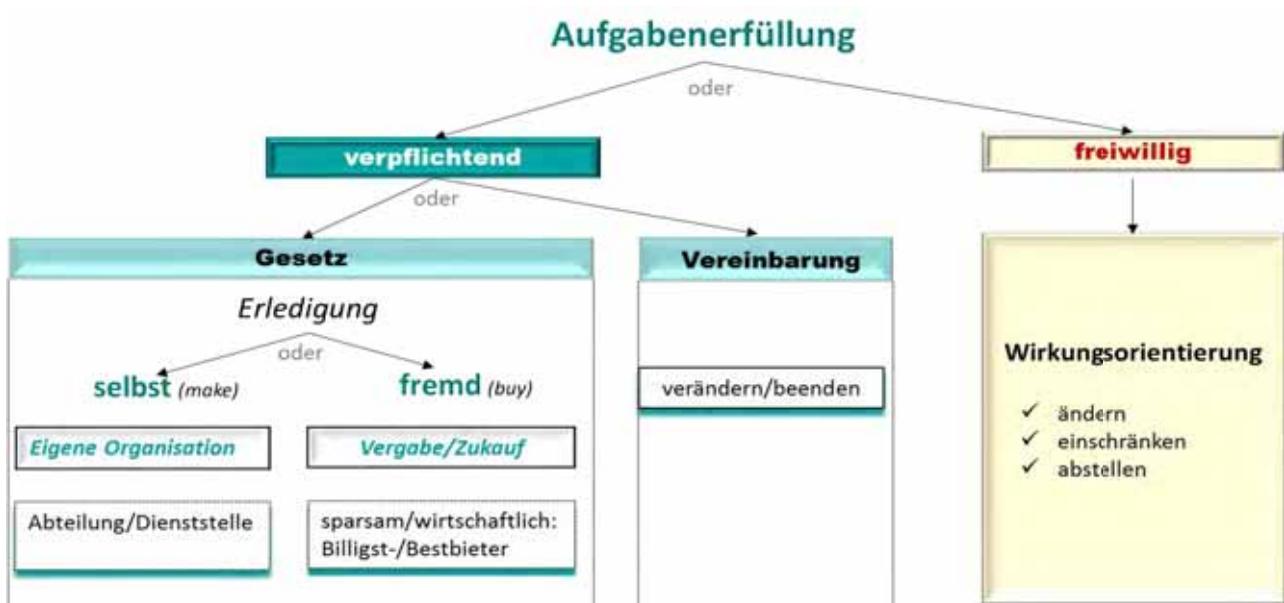 Aufgabenerfüllung
oder
verpflichtend
freiwillig
oder
Gesetz
Vereinbarung
Erledigung
oder
selbst (make)
fremd (buy)
Eigene Organisation
Vergabe/Zukauf
Abteilung/Dienststelle
sparsam/wirtschaftlich:
Billigst-/Bestbieter
verändern/beenden
Wirkungsorientierung
✓ ändern
✓ einschränken
✓ abstellen